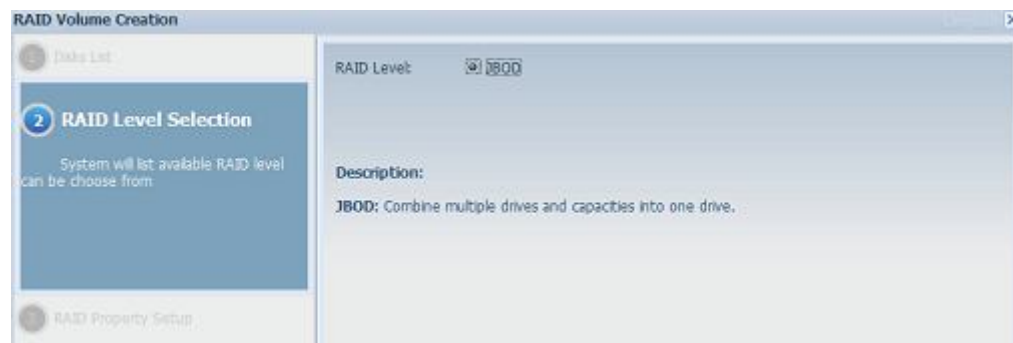 RAID Volume Creation
Disks List
RAID Level: JBOD
2 RAID Level Selection
System will list available RAID level
can be choose from
Description:
JBOD: Combine multiple drives and capacities into one drive.
RAID Property Setup